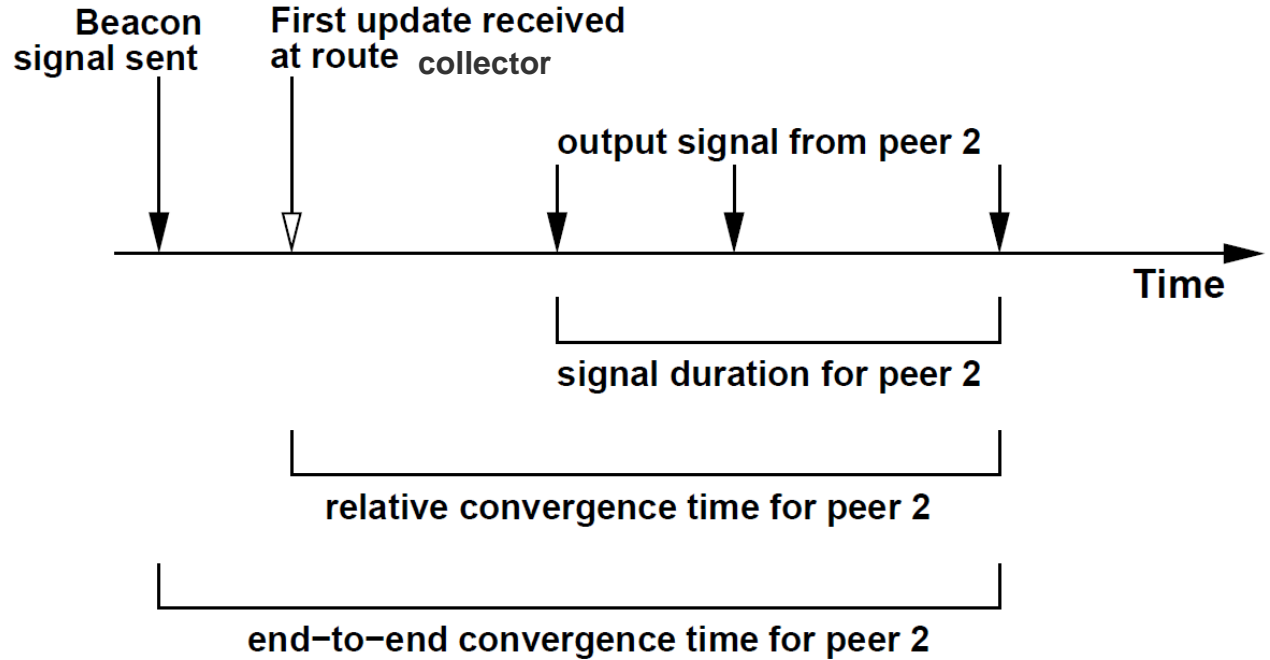 Beacon
signal sent
First update received
at route collector
output signal from peer 2
Time
signal duration for peer 2
relative convergence time for peer 2
end−to−end convergence time for peer 2